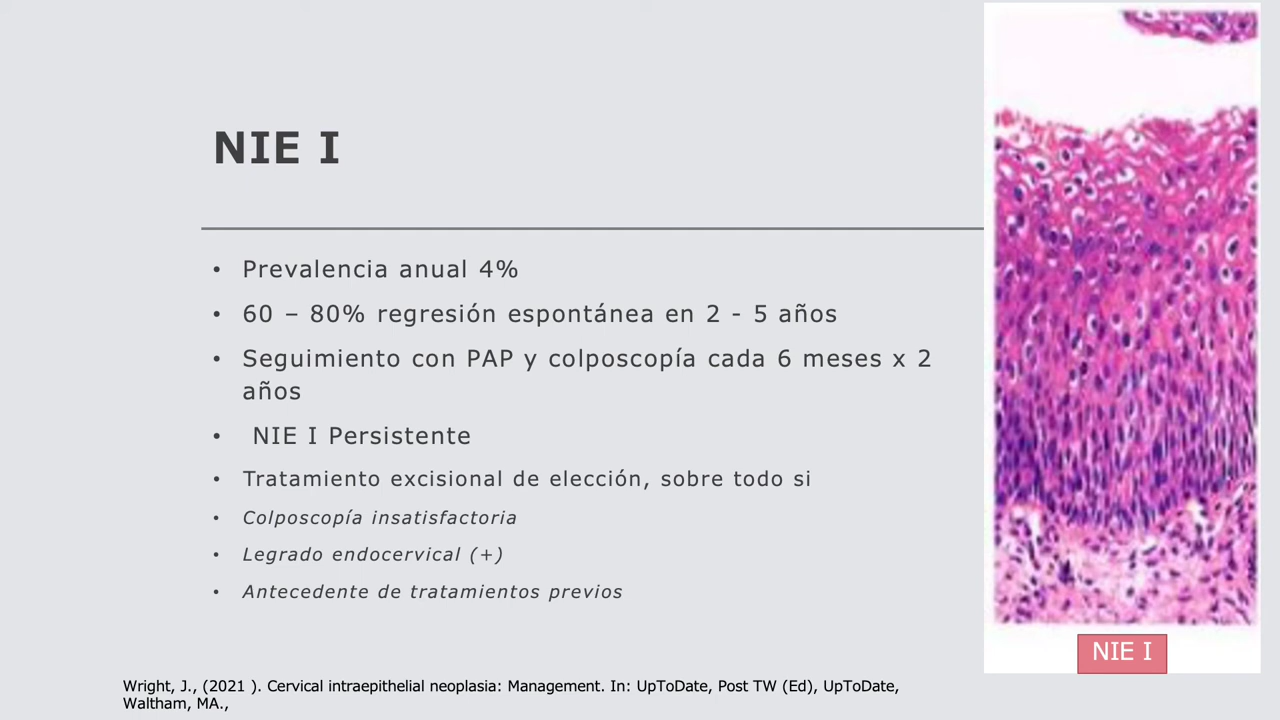 NIE I
• Prevalencia anual 4%
• 60 – 80% regresión espontánea en 2 - 5 años
• Seguimiento con PAP y colposcopía cada 6 meses x 2
años
• NIE I Persistente
• Tratamiento excisional de elección, sobre todo si
• Colposcopía insatisfactoria
• Legrado endocervical (+)
• Antecedente de tratamientos previos
NIE I
Wright, J., (2021 ). Cervical intraepithelial neoplasia: Management. In: UpToDate, Post TW (Ed), UpToDate,
Waltham, MA.,